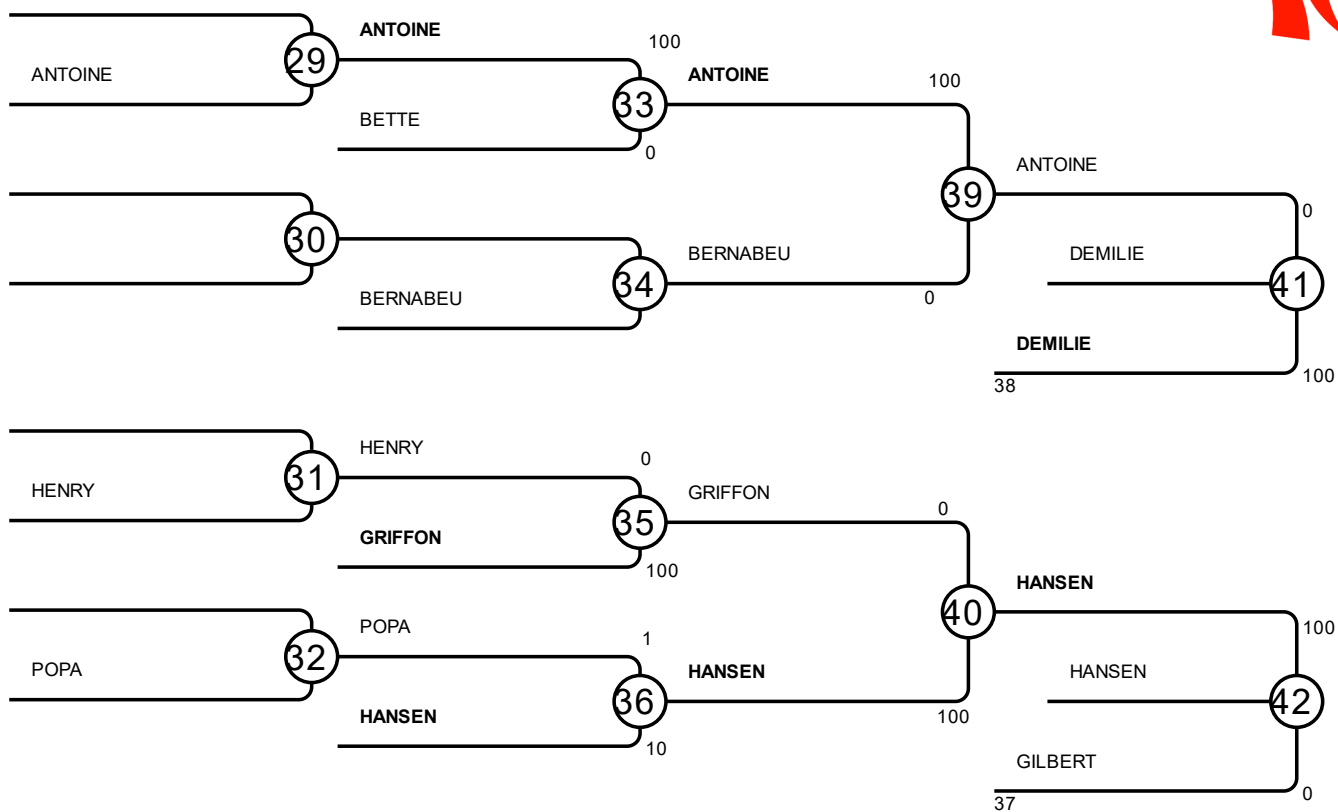 ANTOINE
100
29
ANTOINE
ANTOINE
100
33
BETTE
0
ANTOINE
39
0
30
BERNABEU
DEMILIE
34
41
BERNABEU
0
DEMILIE
38
100
HENRY
0
31
HENRY
GRIFFON
0
35
GRIFFON
100
HANSEN
40
POPA
1
100
32
POPA
HANSEN
HANSEN
36
42
HANSEN
100
10
GILBERT
37
0